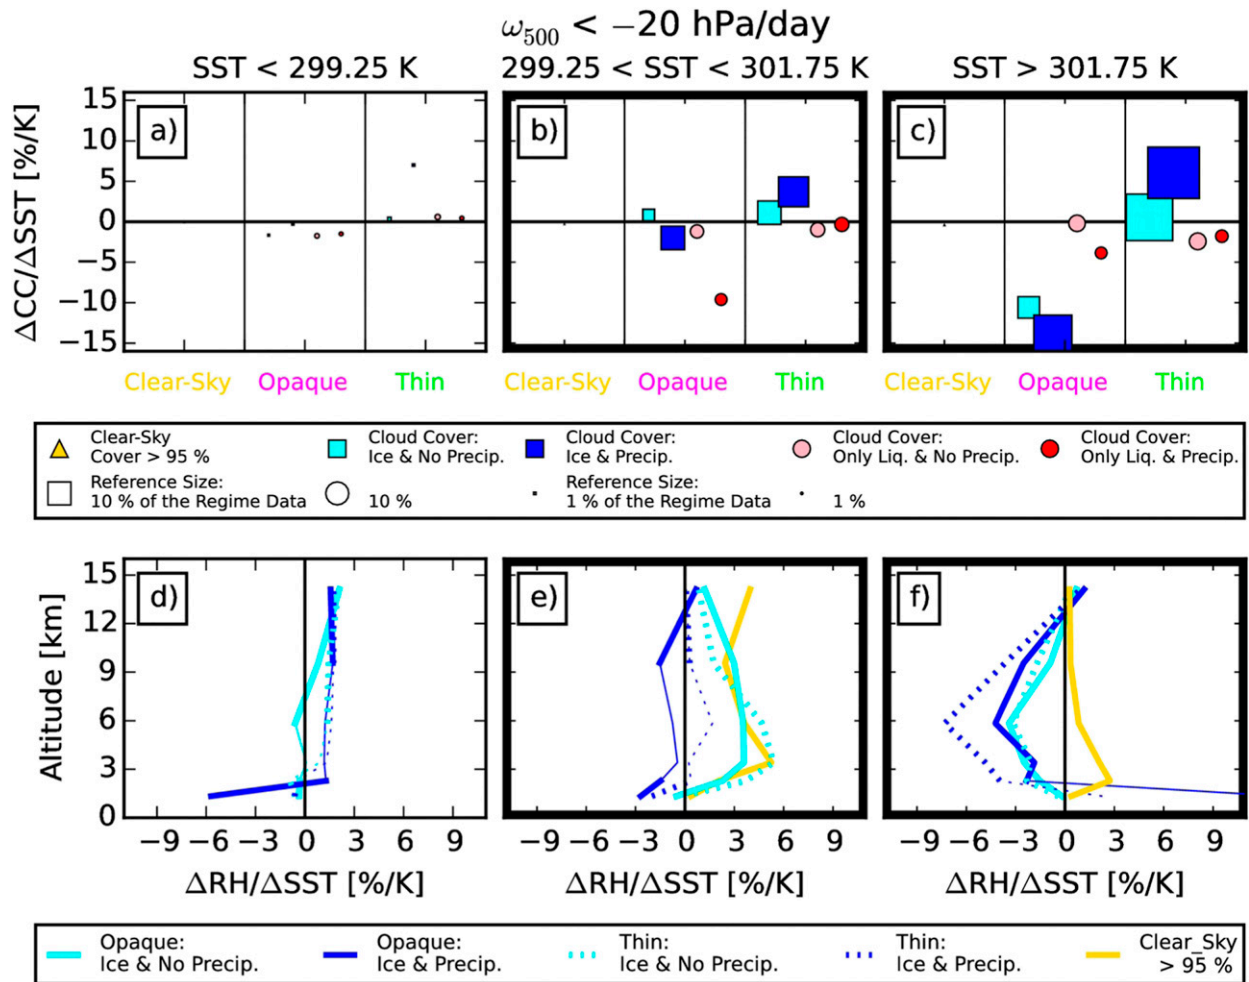 ω500 < −20 hPa/day
SST < 299.25 K
299.25 < SST < 301.75 K
SST > 301.75 K
ΔCC/ΔSST [%/K]
15
10
5
0
−5
−10
−15
a)
b)
c)
Clear-Sky Opaque Thin
Clear-Sky Opaque Thin
Clear-Sky Opaque Thin
Clear-Sky
Cover > 95 %
Cloud Cover:
Ice & No Precip.
Cloud Cover:
Ice & Precip.
Cloud Cover:
Only Liq. & No Precip.
Cloud Cover:
Only Liq. & Precip.
Reference Size:
10 % of the Regime Data
10 %
Reference Size:
1 % of the Regime Data
1 %
Altitude [km]
15
12
9
6
3
0
d)
e)
f)
−9 −6 −3 0 3 6 9
−9 −6 −3 0 3 6 9
−9 −6 −3 0 3 6 9
ΔRH/ΔSST [%/K]
ΔRH/ΔSST [%/K]
ΔRH/ΔSST [%/K]
Opaque:
Ice & No Precip.
Opaque:
Ice & Precip.
Thin:
Ice & No Precip.
Thin:
Ice & Precip.
Clear_Sky
> 95 %